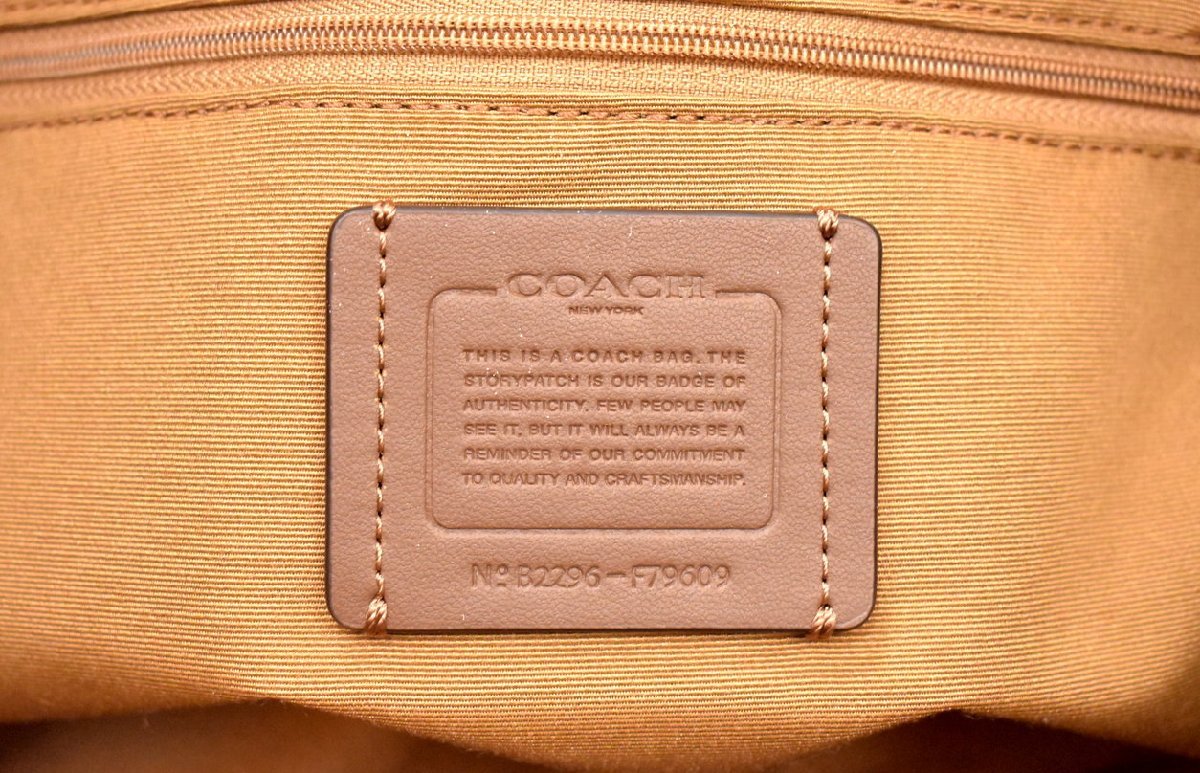 COACH
NEW YORK
THIS IS A COACH BAG. THE
STORYPATCH IS OUR BADGE OF
AUTHENTICITY. FEW PEOPLE MAY
SEE IT, BUT IT WILL ALWAYS BE A
REMINDER OF OUR COMMITMENT
TO QUALITY AND CRAFTSMANSHIP.
Nº B2296-F79609